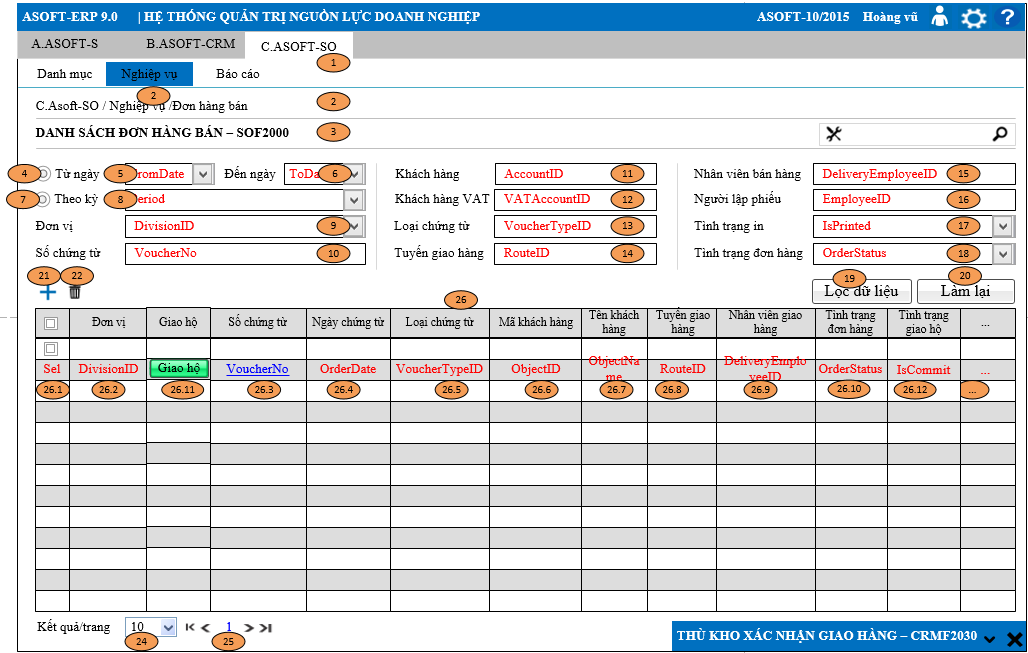 ASOFT-ERP 9.0 | HỆ THỐNG QUẢN TRỊ NGUỒN LỰC DOANH NGHIỆP ASOFT-10/2015 Hoàng vũ ?
A.ASOFT-S B.ASOFT-CRM C.ASOFT-SO
1
Danh mục Nghiệp vụ Báo cáo
2 2
C.Asoft-SO / Nghiệp vụ /Đơn hàng bán
DANH SÁCH ĐƠN HÀNG BÁN – SOF2000 3
4 Từ ngày 5 romDate Đến ngày ToDa 6 Khách hàng AccountID 11 Nhân viên bán hàng DeliveryEmployeeID 15
7 Theo kỳ 8 eriod Khách hàng VAT VATAccountID 12 Người lập phiếu EmployeeID 16
Đơn vị DivisionID 9 Loại chứng từ VoucherTypeID 13 Tình trạng in IsPrinted 17
Số chứng từ VoucherNo 10 Tuyến giao hàng RouteID 14 Tình trạng đơn hàng OrderStatus 18
21 22 19 20
Lọc dữ liệu Làm lại
26
Đơn vị Giao hộ Số chứng từ Ngày chứng từ Loại chứng từ Mã khách hàng Tên khách hàng Tuyến giao hàng Nhân viên giao hàng Tình trạng đơn hàng Tình trạng giao hộ ...
Sel DivisionID Giao hộ VoucherNo OrderDate VoucherTypeID ObjectID ObjectName RouteID DeliveryEmployeeID OrderStatus IsCommit ...
26.1 26.2 26.11 26.3 26.4 26.5 26.6 26.7 26.8 26.9 26.10 26.12 ...
Kết quả/trang 10 1
24 25
THỦ KHO XÁC NHẬN GIAO HÀNG – CRMF2030